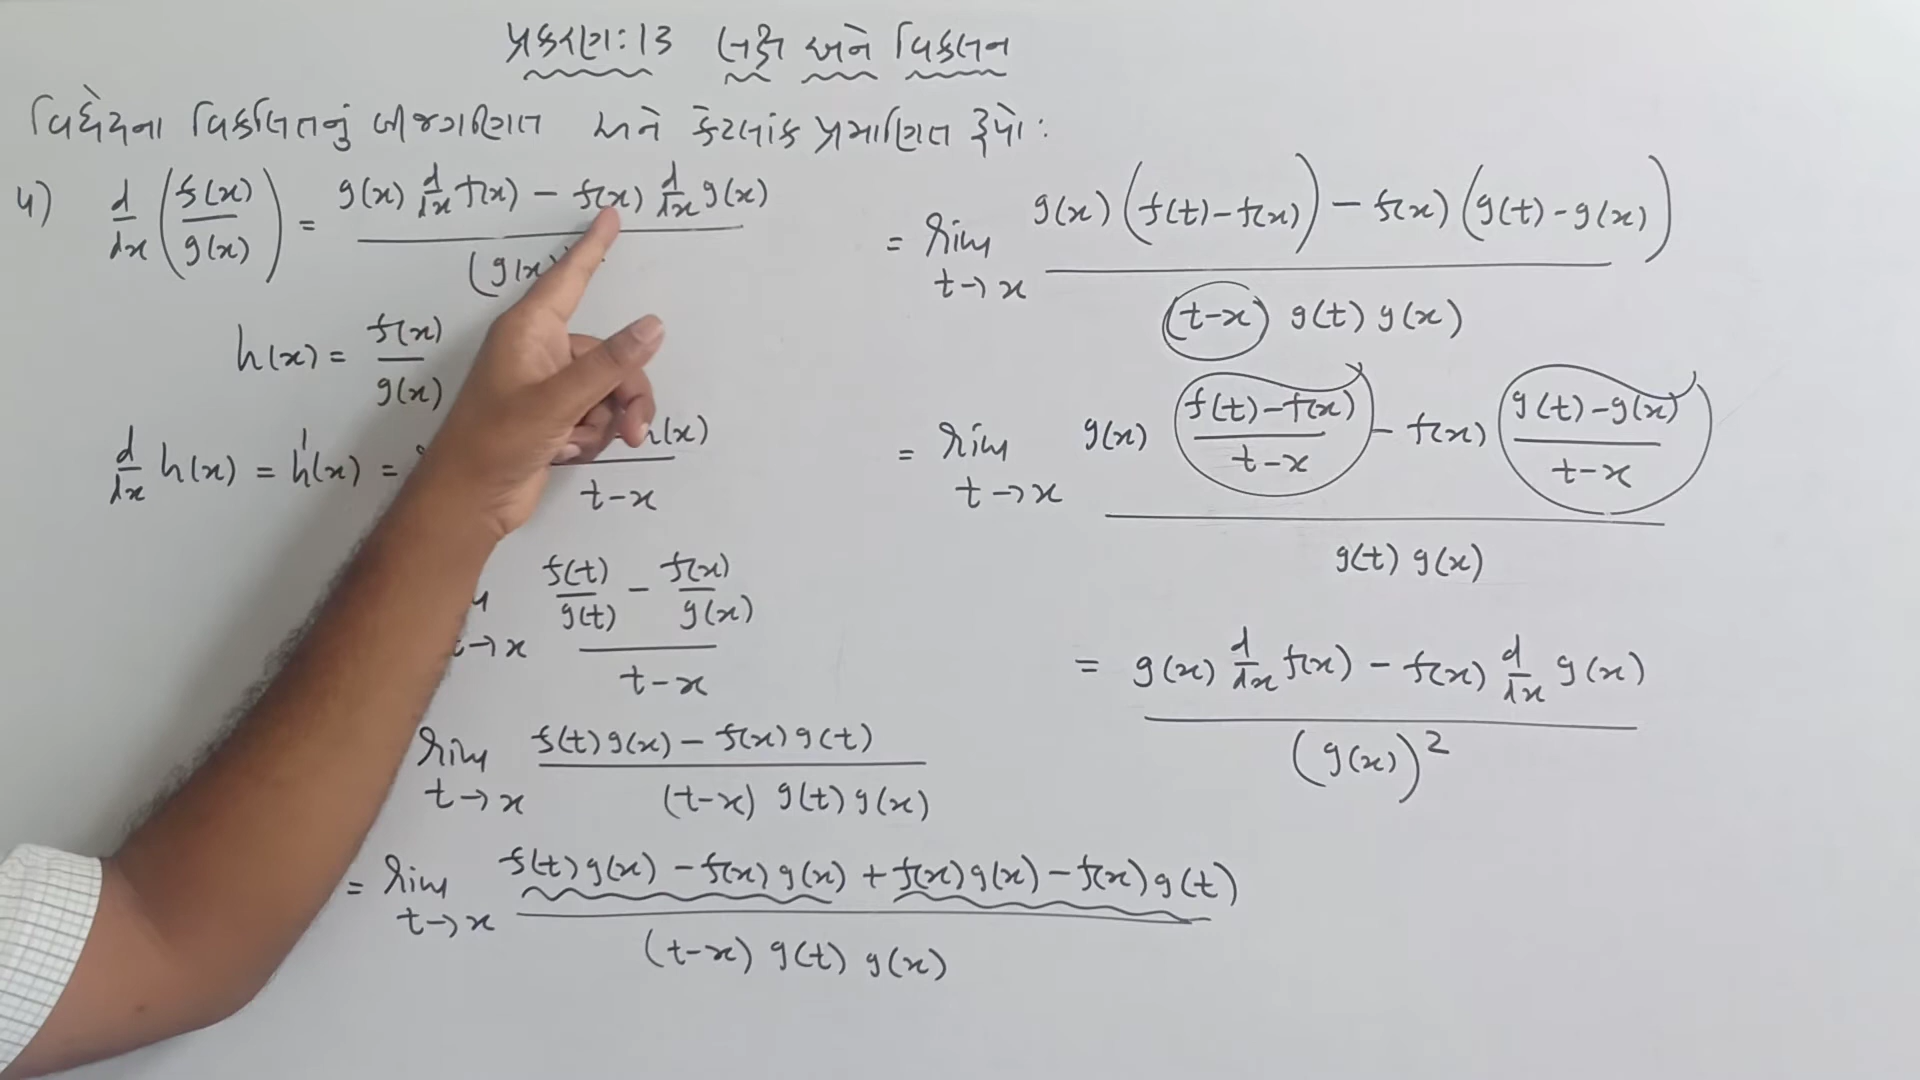 પ્રકરણ: 13 લક્ષ અને વિકલન
વિધેયના વિકલિતનું બીજગણિત અને કેટલાંક પ્રમાણિત રૂપો:
4) d/dx (f(x)/g(x)) = (g(x) d/dx f(x) - f(x) d/dx g(x)) / (g(x)
h(x) = f(x)/g(x)
d/dx h(x) = h'(x) = h(x) / (t-x)
t→x (f(t)/g(t) - f(x)/g(x)) / (t-x)
lim t→x (f(t) g(x) - f(x) g(t)) / ((t-x) g(t) g(x))
= lim t→x (f(t) g(x) - f(x) g(x) + f(x) g(x) - f(x) g(t)) / ((t-x) g(t) g(x))
= lim t→x (g(x) (f(t) - f(x)) - f(x) (g(t) - g(x))) / ((t-x) g(t) g(x))
= lim t→x (g(x) (f(t) - f(x))/(t-x) - f(x) (g(t) - g(x))/(t-x)) / (g(t) g(x))
= (g(x) d/dx f(x) - f(x) d/dx g(x)) / (g(x))²